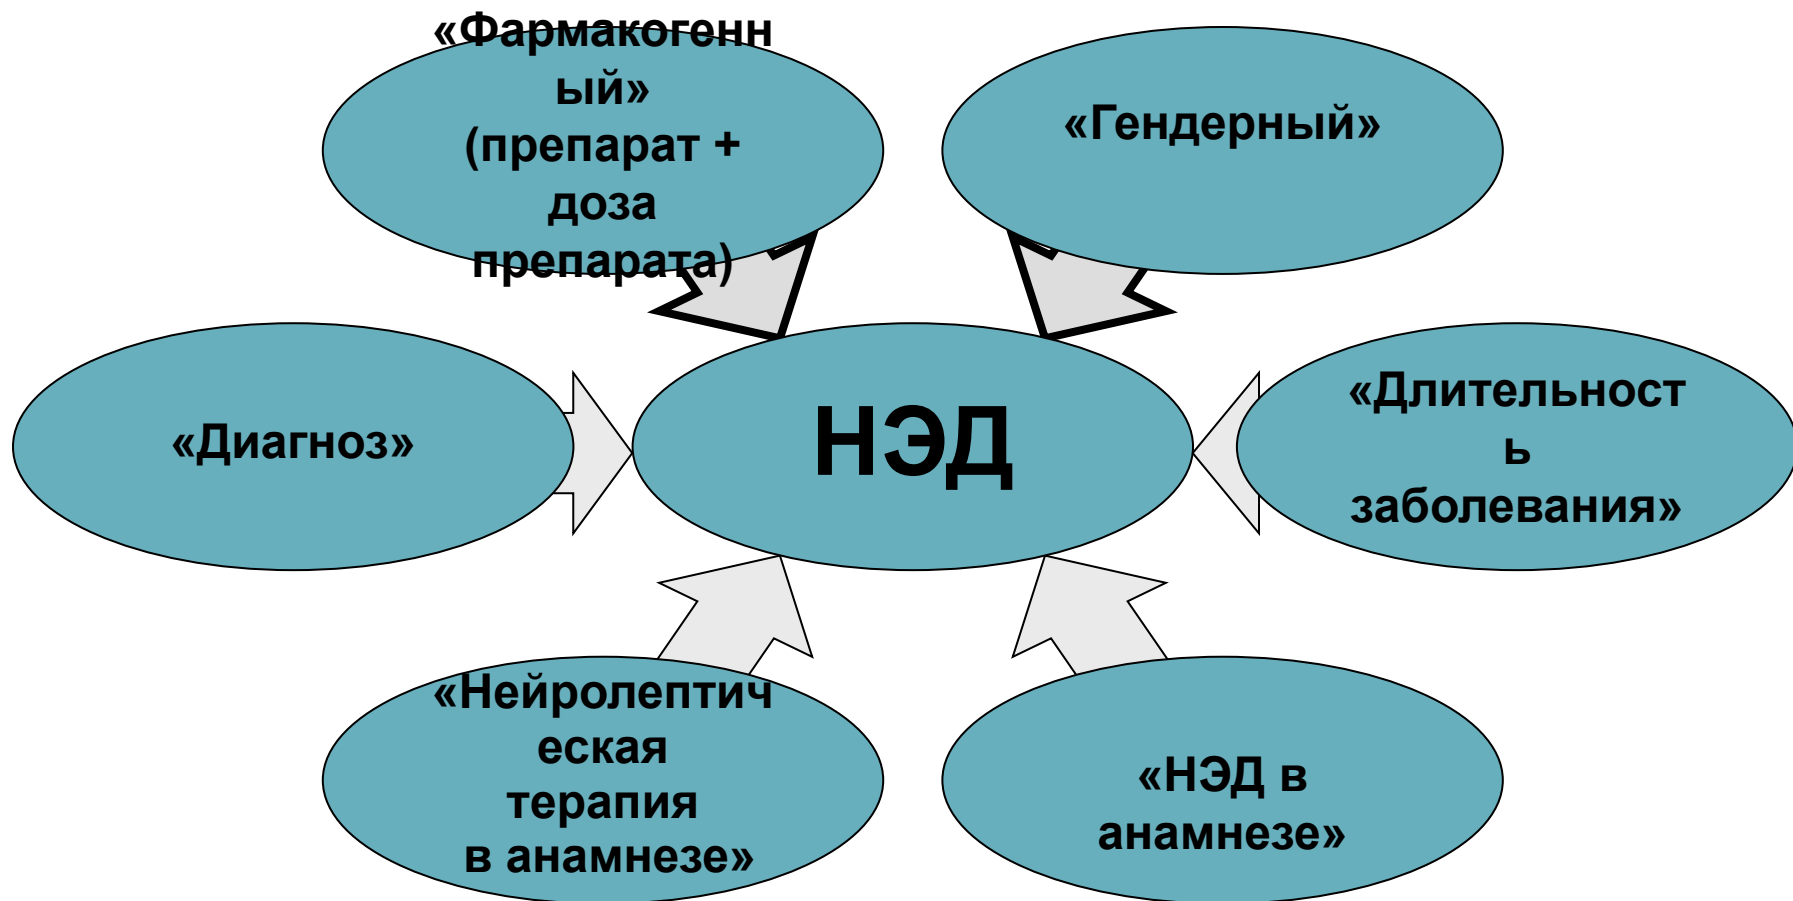 «Фармакогенн
ый»
(препарат +
доза
препарата)
«Гендерный»
«Диагноз»
НЭД
«Длительност
ь
заболевания»
«Нейролептич
еская
терапия
в анамнезе»
«НЭД в
анамнезе»